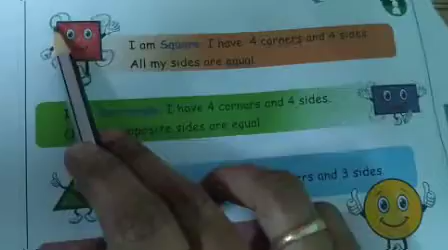 I am Square. I have 4 corners and 4 sides.
All my sides are equal.
I have 4 corners and 4 sides.
opposite sides are equal.
and 3 sides.